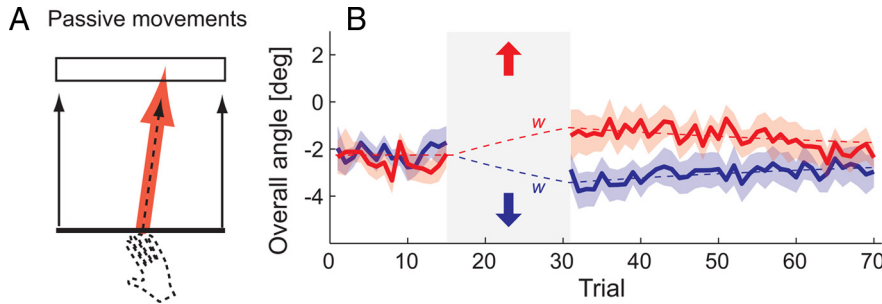 A Passive movements
B
Overall angle [deg]
2
0
-2
-4
w
w
0 10 20 30 40 50 60 70
Trial